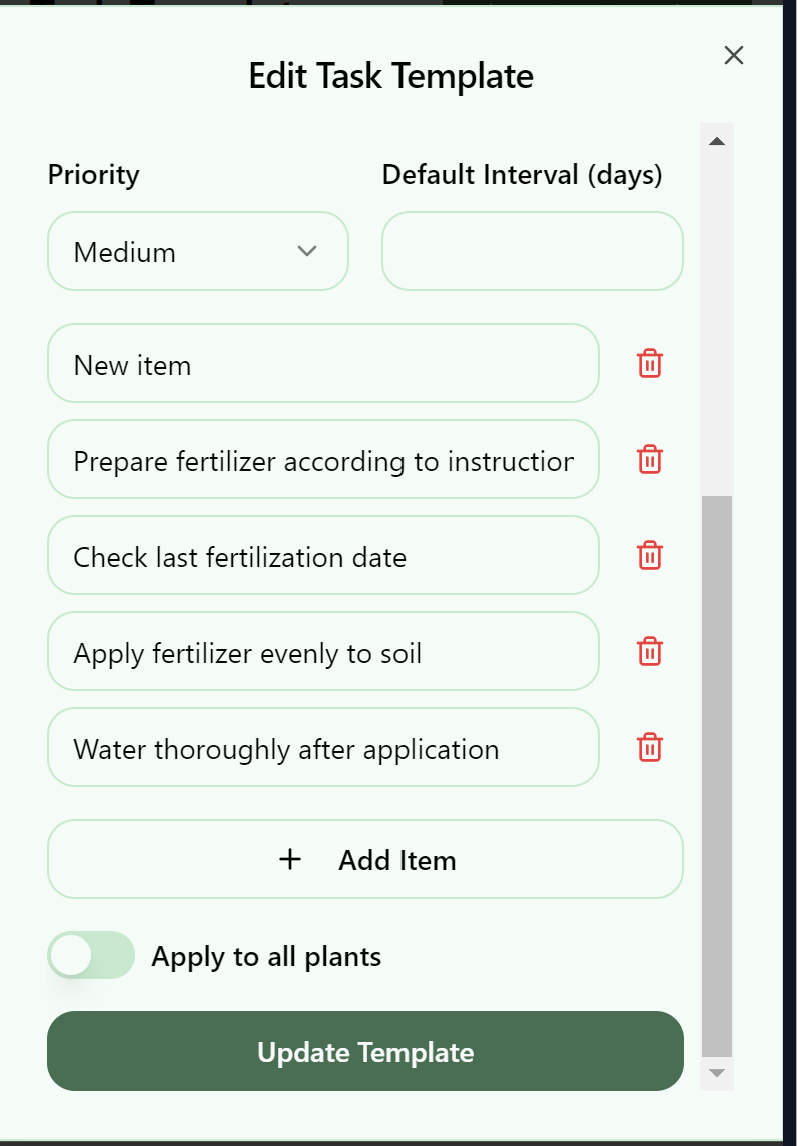 Edit Task Template
Priority
Default Interval (days)
Medium
New item
Prepare fertilizer according to instruction
Check last fertilization date
Apply fertilizer evenly to soil
Water thoroughly after application
Add Item
Apply to all plants
Update Template